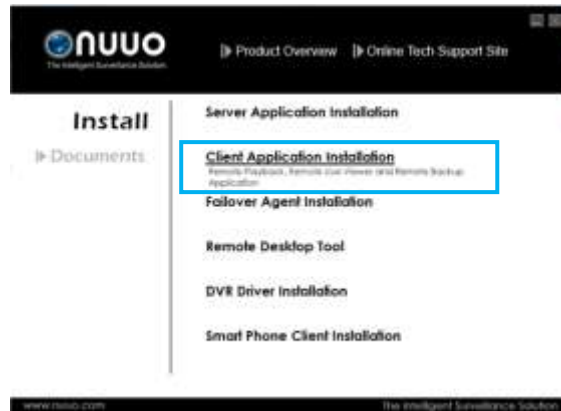 nuuo
The Intelligent Surveillance Solution
Product Overview
Online Tech Support Site
Install
Documents
Server Application Installation
Client Application Installation
Remote Playback, Remote Live Viewer and Remote Backup
Application
Failover Agent Installation
Remote Desktop Tool
DVR Driver Installation
Smart Phone Client Installation
www.nuuo.com
The Intelligent Surveillance Solution